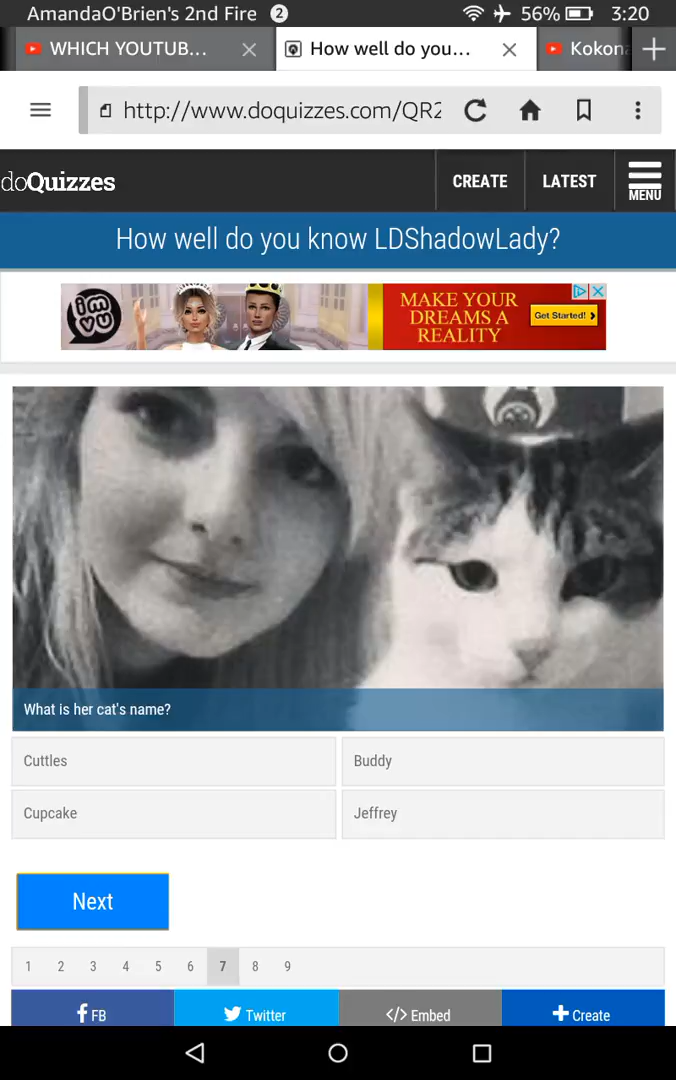 AmandaO'Brien's 2nd Fire 2 56% 3:20
WHICH YOUTUB... How well do you... Kokona
http://www.doquizzes.com/QR2
doQuizzes CREATE LATEST MENU
How well do you know LDShadowLady?
imvu
MAKE YOUR
DREAMS A
REALITY
Get Started!
What is her cat's name?
Cuttles Buddy
Cupcake Jeffrey
Next
1 2 3 4 5 6 7 8 9
FB Twitter </> Embed Create